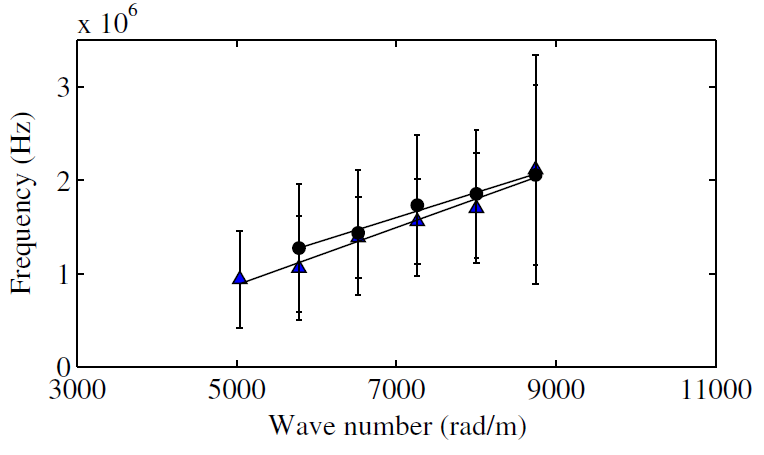 x 10^6
3
2
1
0
Frequency (Hz)
3000 5000 7000 9000 11000
Wave number (rad/m)